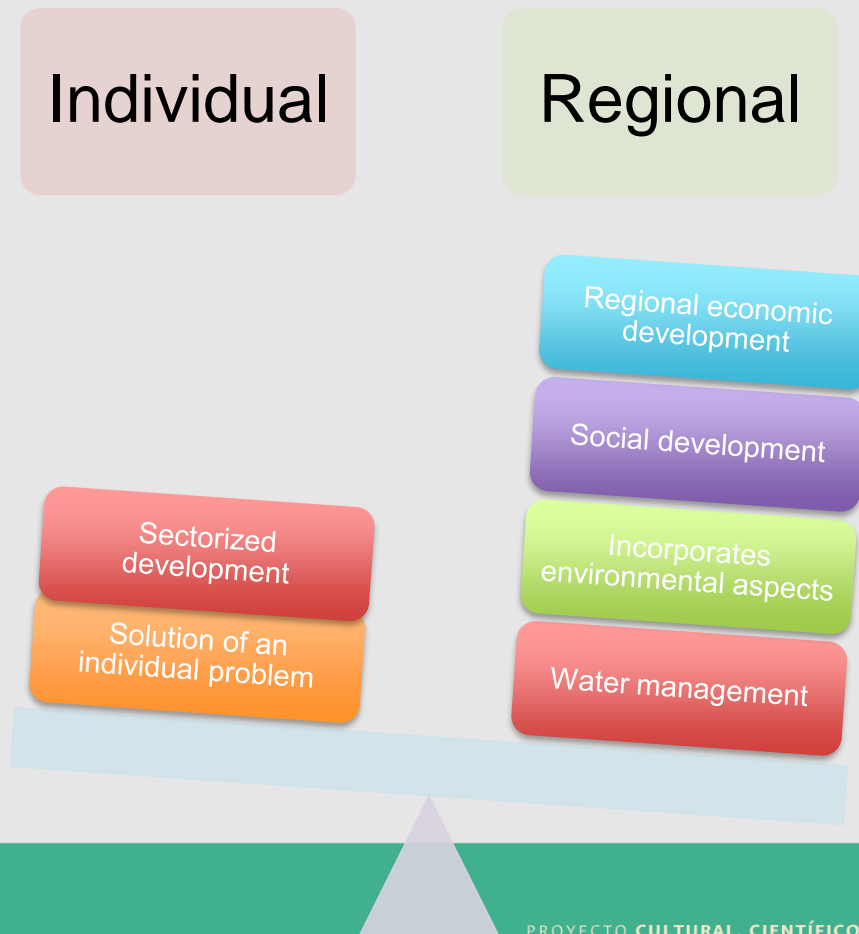 Individual
Regional
Regional economic
development
Social development
Incorporates
environmental aspects
Water management
Sectorized
development
Solution of an
individual problem
PROYECTO CULTURAL, CIENTÍFICO